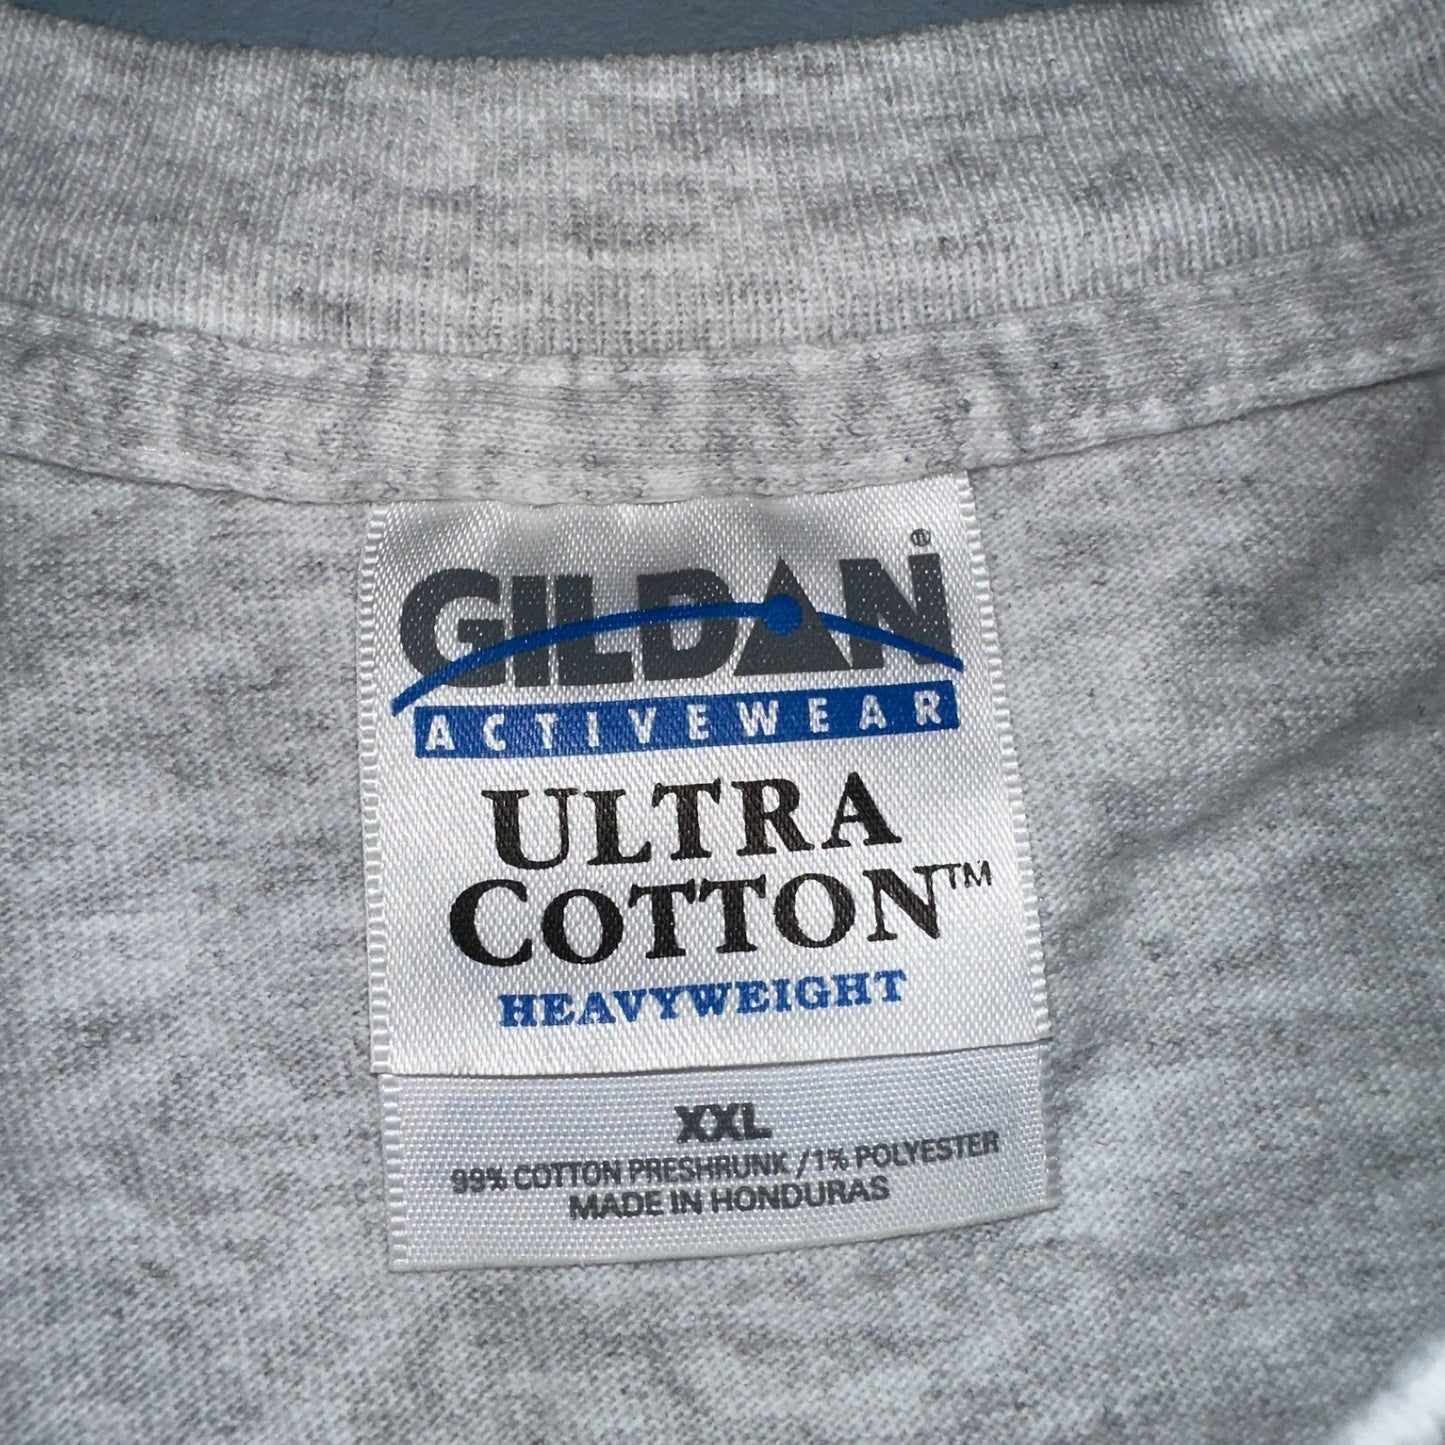 GILDAN®
ACTIVEWEAR
ULTRA
COTTON™
HEAVYWEIGHT
XXL
99% COTTON PRESHRUNK / 1% POLYESTER
MADE IN HONDURAS